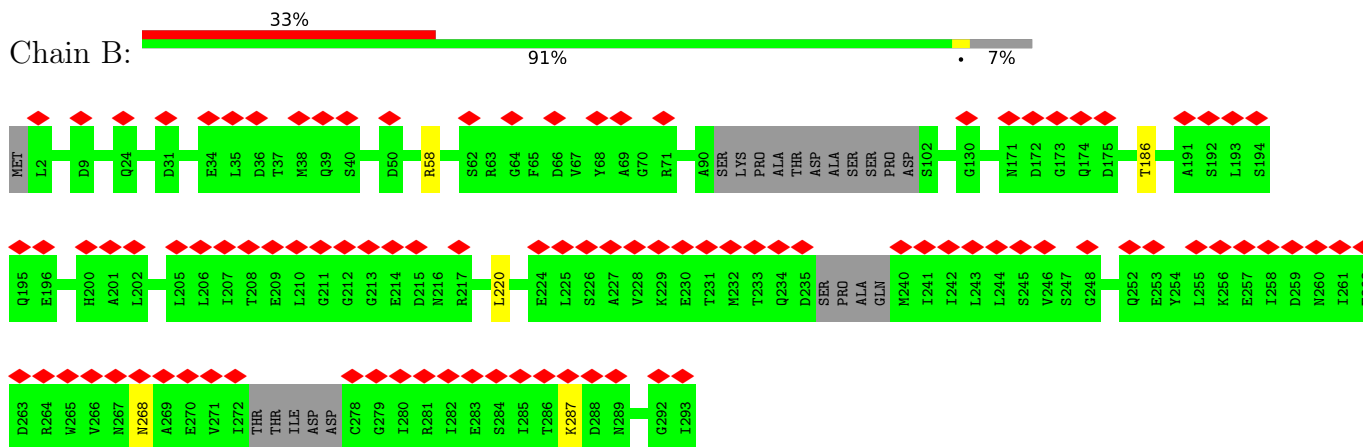 33%
Chain B:
91% • 7%
MET L2 D9 Q24 D31 E34 L35 D36 T37 M38 Q39 S40 D50 R58 S62 R63 G64 F65 D66 V67 Y68 A69 G70 R71 A90 SER LYS PRO ALA THR ASP ALA SER SER PRO ASP S102 G130 N171 D172 G173 Q174 D175 T186 A191 S192 L193 S194
Q195 E196 H200 A201 L202 L205 L206 I207 T208 E209 L210 G211 G212 G213 E214 D215 N216 R217 L220 E224 L225 S226 A227 V228 K229 E230 T231 M232 T233 Q234 D235 SER PRO ALA GLN M240 I241 I242 L243 L244 S245 V246 S247 G248 Q252 E253 Y254 L255 K256 E257 I258 D259 N260 I261
D263 R264 W265 V266 N267 N268 A269 E270 V271 I272 THR THR ILE ASP ASP C278 G279 I280 R281 I282 E283 S284 I285 T286 K287 D288 N289 G292 I293